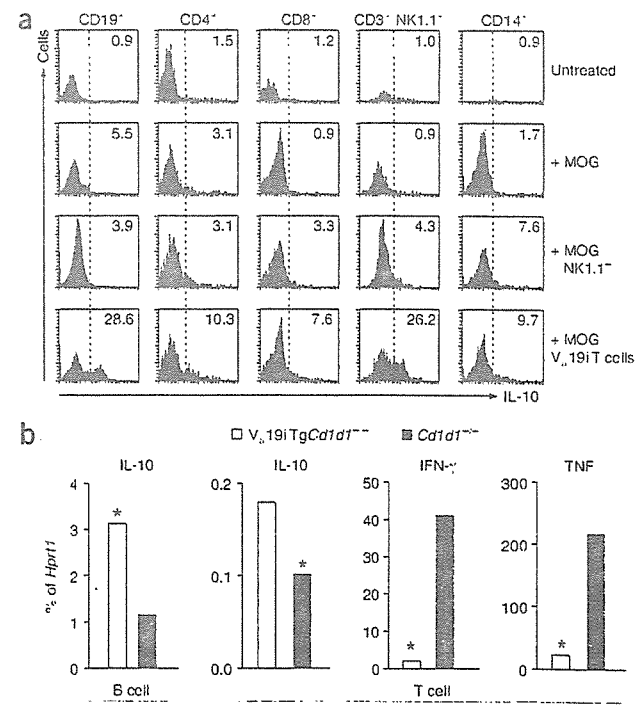 a
CD19⁺ CD4⁺ CD8⁻ CD3⁻ NK1.1⁻ CD14⁺
Cells
0.9 1.5 1.2 1.0 0.9 Untreated
5.5 3.1 0.9 0.9 1.7 + MOG
3.9 3.1 3.3 4.3 7.6 + MOG
NK1.1⁻
28.6 10.3 7.6 26.2 9.7 + MOG
Vα19i T cells
IL-10
b
Vα19iTgCd1d1⁻⁻ Cd1d1⁻/⁻
IL-10 IL-10 IFN-γ TNF
% of Hprt1
4 3 2 1 0
*
0.2 0.1 0.0
*
50 40 30 20 10 0
*
300 200 100 0
*
B cell T cell